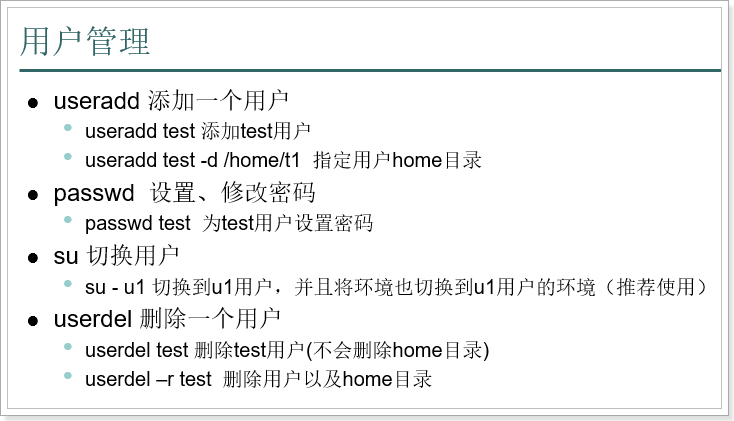 用户管理
● useradd 添加一个用户
• useradd test 添加test用户
• useradd test -d /home/t1  指定用户home目录
● passwd  设置、修改密码
• passwd test  为test用户设置密码
● su 切换用户
• su - u1 切换到u1用户，并且将环境也切换到u1用户的环境（推荐使用）
● userdel 删除一个用户
• userdel test 删除test用户(不会删除home目录)
• userdel –r test  删除用户以及home目录